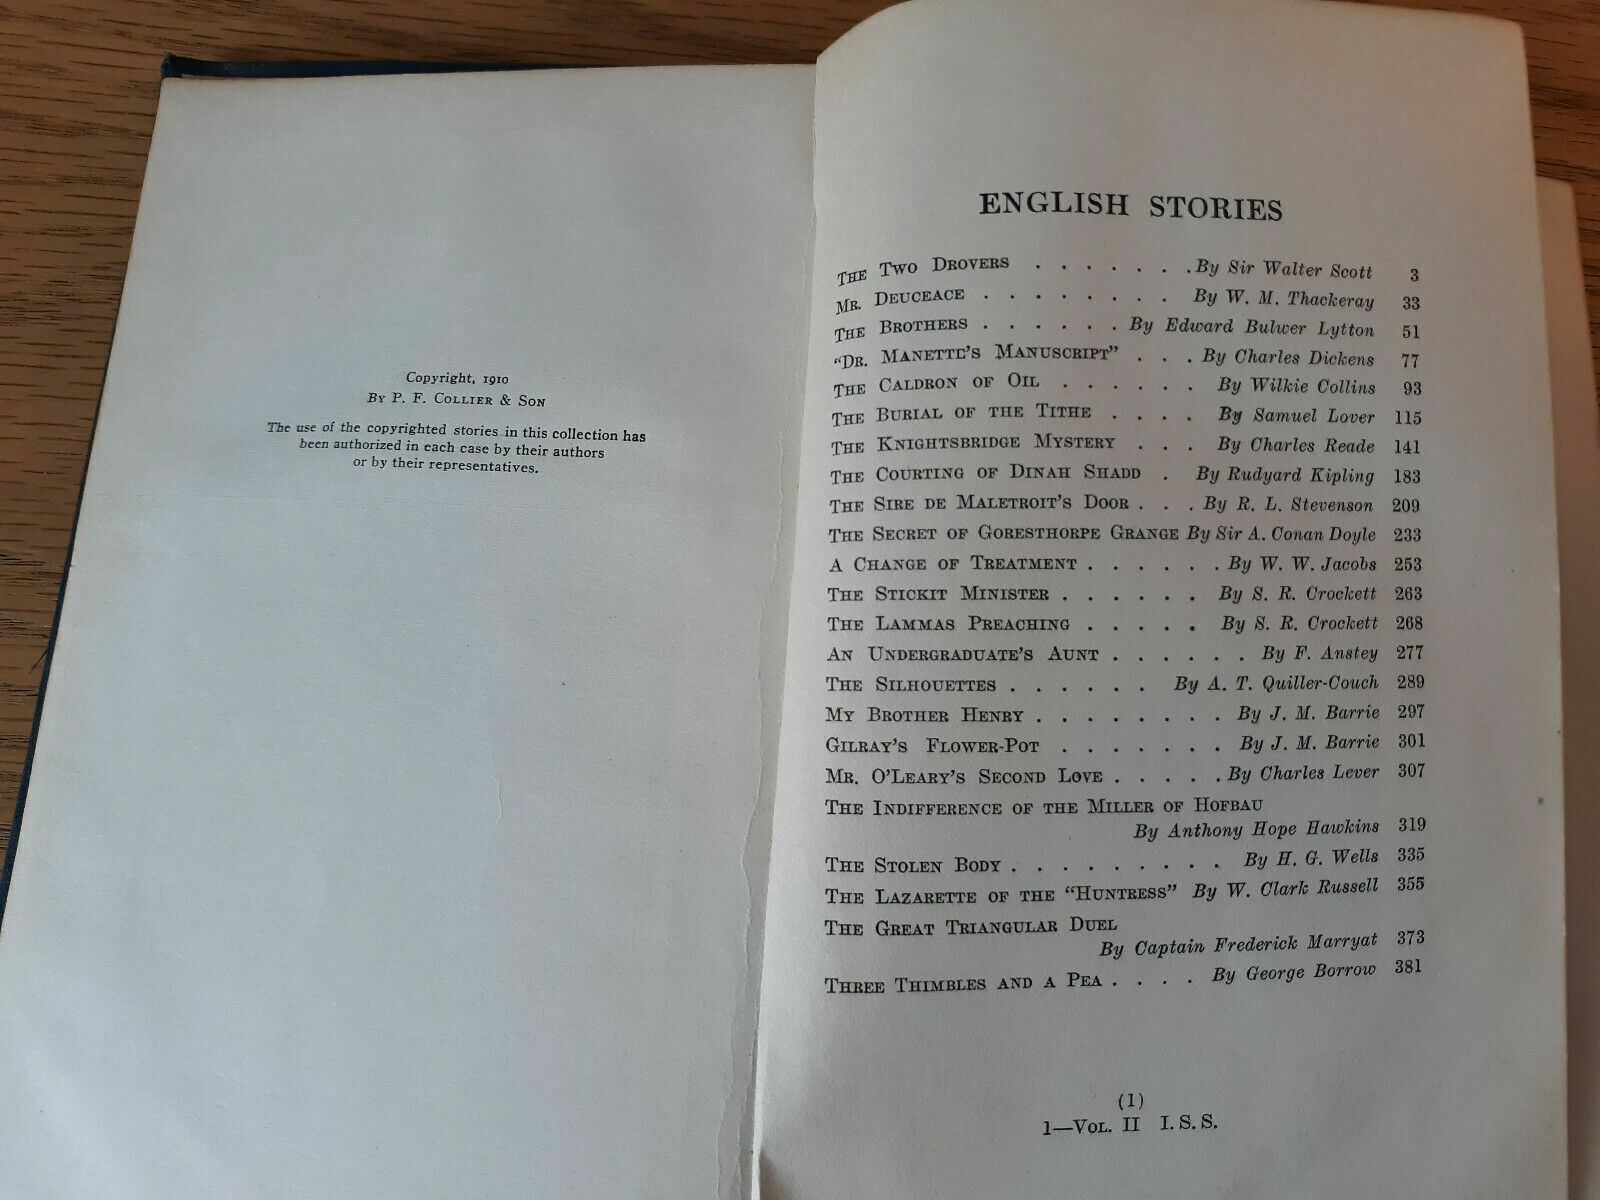 Copyright, 1910
By P. F. Collier & Son
The use of the copyrighted stories in this collection has
been authorized in each case by their authors
or by their representatives.
ENGLISH STORIES
The Two Drovers . . . . . . . By Sir Walter Scott 3
Mr. Deuceace . . . . . . . . By W. M. Thackeray 33
The Brothers . . . . . . By Edward Bulwer Lytton 51
"Dr. Manette's Manuscript" . . . By Charles Dickens 77
The Caldron of Oil . . . . . . By Wilkie Collins 93
The Burial of the Tithe . . . . By Samuel Lover 115
The Knightsbridge Mystery . . . By Charles Reade 141
The Courting of Dinah Shadd . By Rudyard Kipling 183
The Sire de Maletroit's Door . . . By R. L. Stevenson 209
The Secret of Goresthorpe Grange By Sir A. Conan Doyle 233
A Change of Treatment . . . . . . By W. W. Jacobs 253
The Stickit Minister . . . . . . By S. R. Crockett 263
The Lammas Preaching . . . . . By S. R. Crockett 268
An Undergraduate's Aunt . . . . . . By F. Anstey 277
The Silhouettes . . . . . . By A. T. Quiller-Couch 289
My Brother Henry . . . . . . . . By J. M. Barrie 297
Gilray's Flower-Pot . . . . . . . By J. M. Barrie 301
Mr. O'Leary's Second Love . . . . . By Charles Lever 307
The Indifference of the Miller of Hofbau
By Anthony Hope Hawkins 319
The Stolen Body . . . . . . . . . By H. G. Wells 335
The Lazarette of the "Huntress" By W. Clark Russell 355
The Great Triangular Duel
By Captain Frederick Marryat 373
Three Thimbles and a Pea . . . . By George Borrow 381
(1)
1—Vol. II I. S. S.